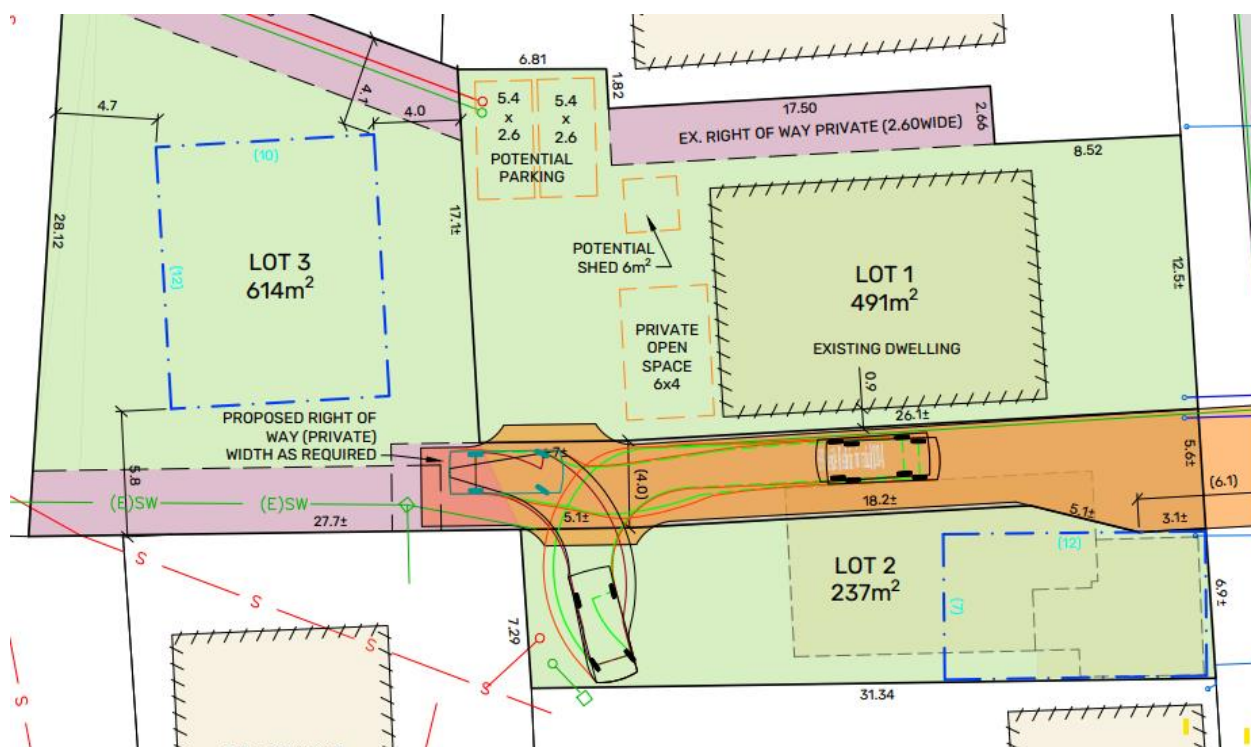 6.81
1.82
5.4
x
2.6
5.4
x
2.6
POTENTIAL
PARKING
17.50
2.66
EX. RIGHT OF WAY PRIVATE (2.60WIDE)
8.52
4.7
4.0
(10)
28.12
17.1±
(12)
LOT 3
614m²
POTENTIAL
SHED 6m²
LOT 1
491m²
12.5±
PRIVATE
OPEN
SPACE
6x4
EXISTING DWELLING
0.9
26.1±
PROPOSED RIGHT OF
WAY (PRIVATE)
WIDTH AS REQUIRED
5.8
(E)SW
(E)SW
27.7±
5.1±
(4.0)
18.2±
5.6±
(6.1)
5.1±
3.1±
LOT 2
237m²
(12)
(7)
6.9±
7.29
31.34
S
S
S
S
S